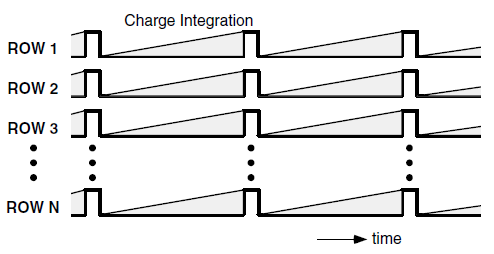 Charge Integration
ROW 1
ROW 2
ROW 3
ROW N
time